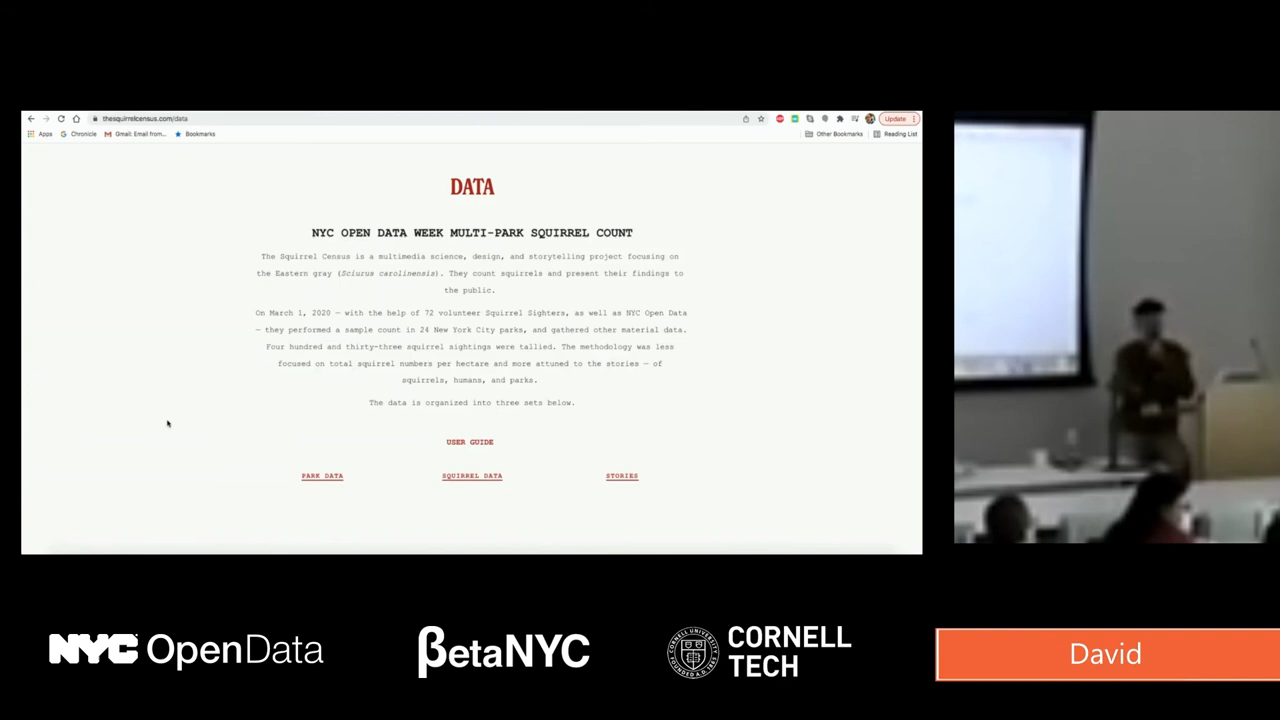 thesquirrelcensus.com/data
Update
Apps Chronicle Gmail: Email from... Bookmarks Other Bookmarks Reading List
DATA
NYC OPEN DATA WEEK MULTI-PARK SQUIRREL COUNT
The Squirrel Census is a multimedia science, design, and storytelling project focusing on
the Eastern gray (Sciurus carolinensis). They count squirrels and present their findings to
the public.
On March 1, 2020 — with the help of 72 volunteer Squirrel Sighters, as well as NYC Open Data
— they performed a sample count in 24 New York City parks, and gathered other material data.
Four hundred and thirty-three squirrel sightings were tallied. The methodology was less
focused on total squirrel numbers per hectare and more attuned to the stories — of
squirrels, humans, and parks.
The data is organized into three sets below.
USER GUIDE
PARK DATA SQUIRREL DATA STORIES
NYC OpenData
βetaNYC
CORNELL
TECH
David